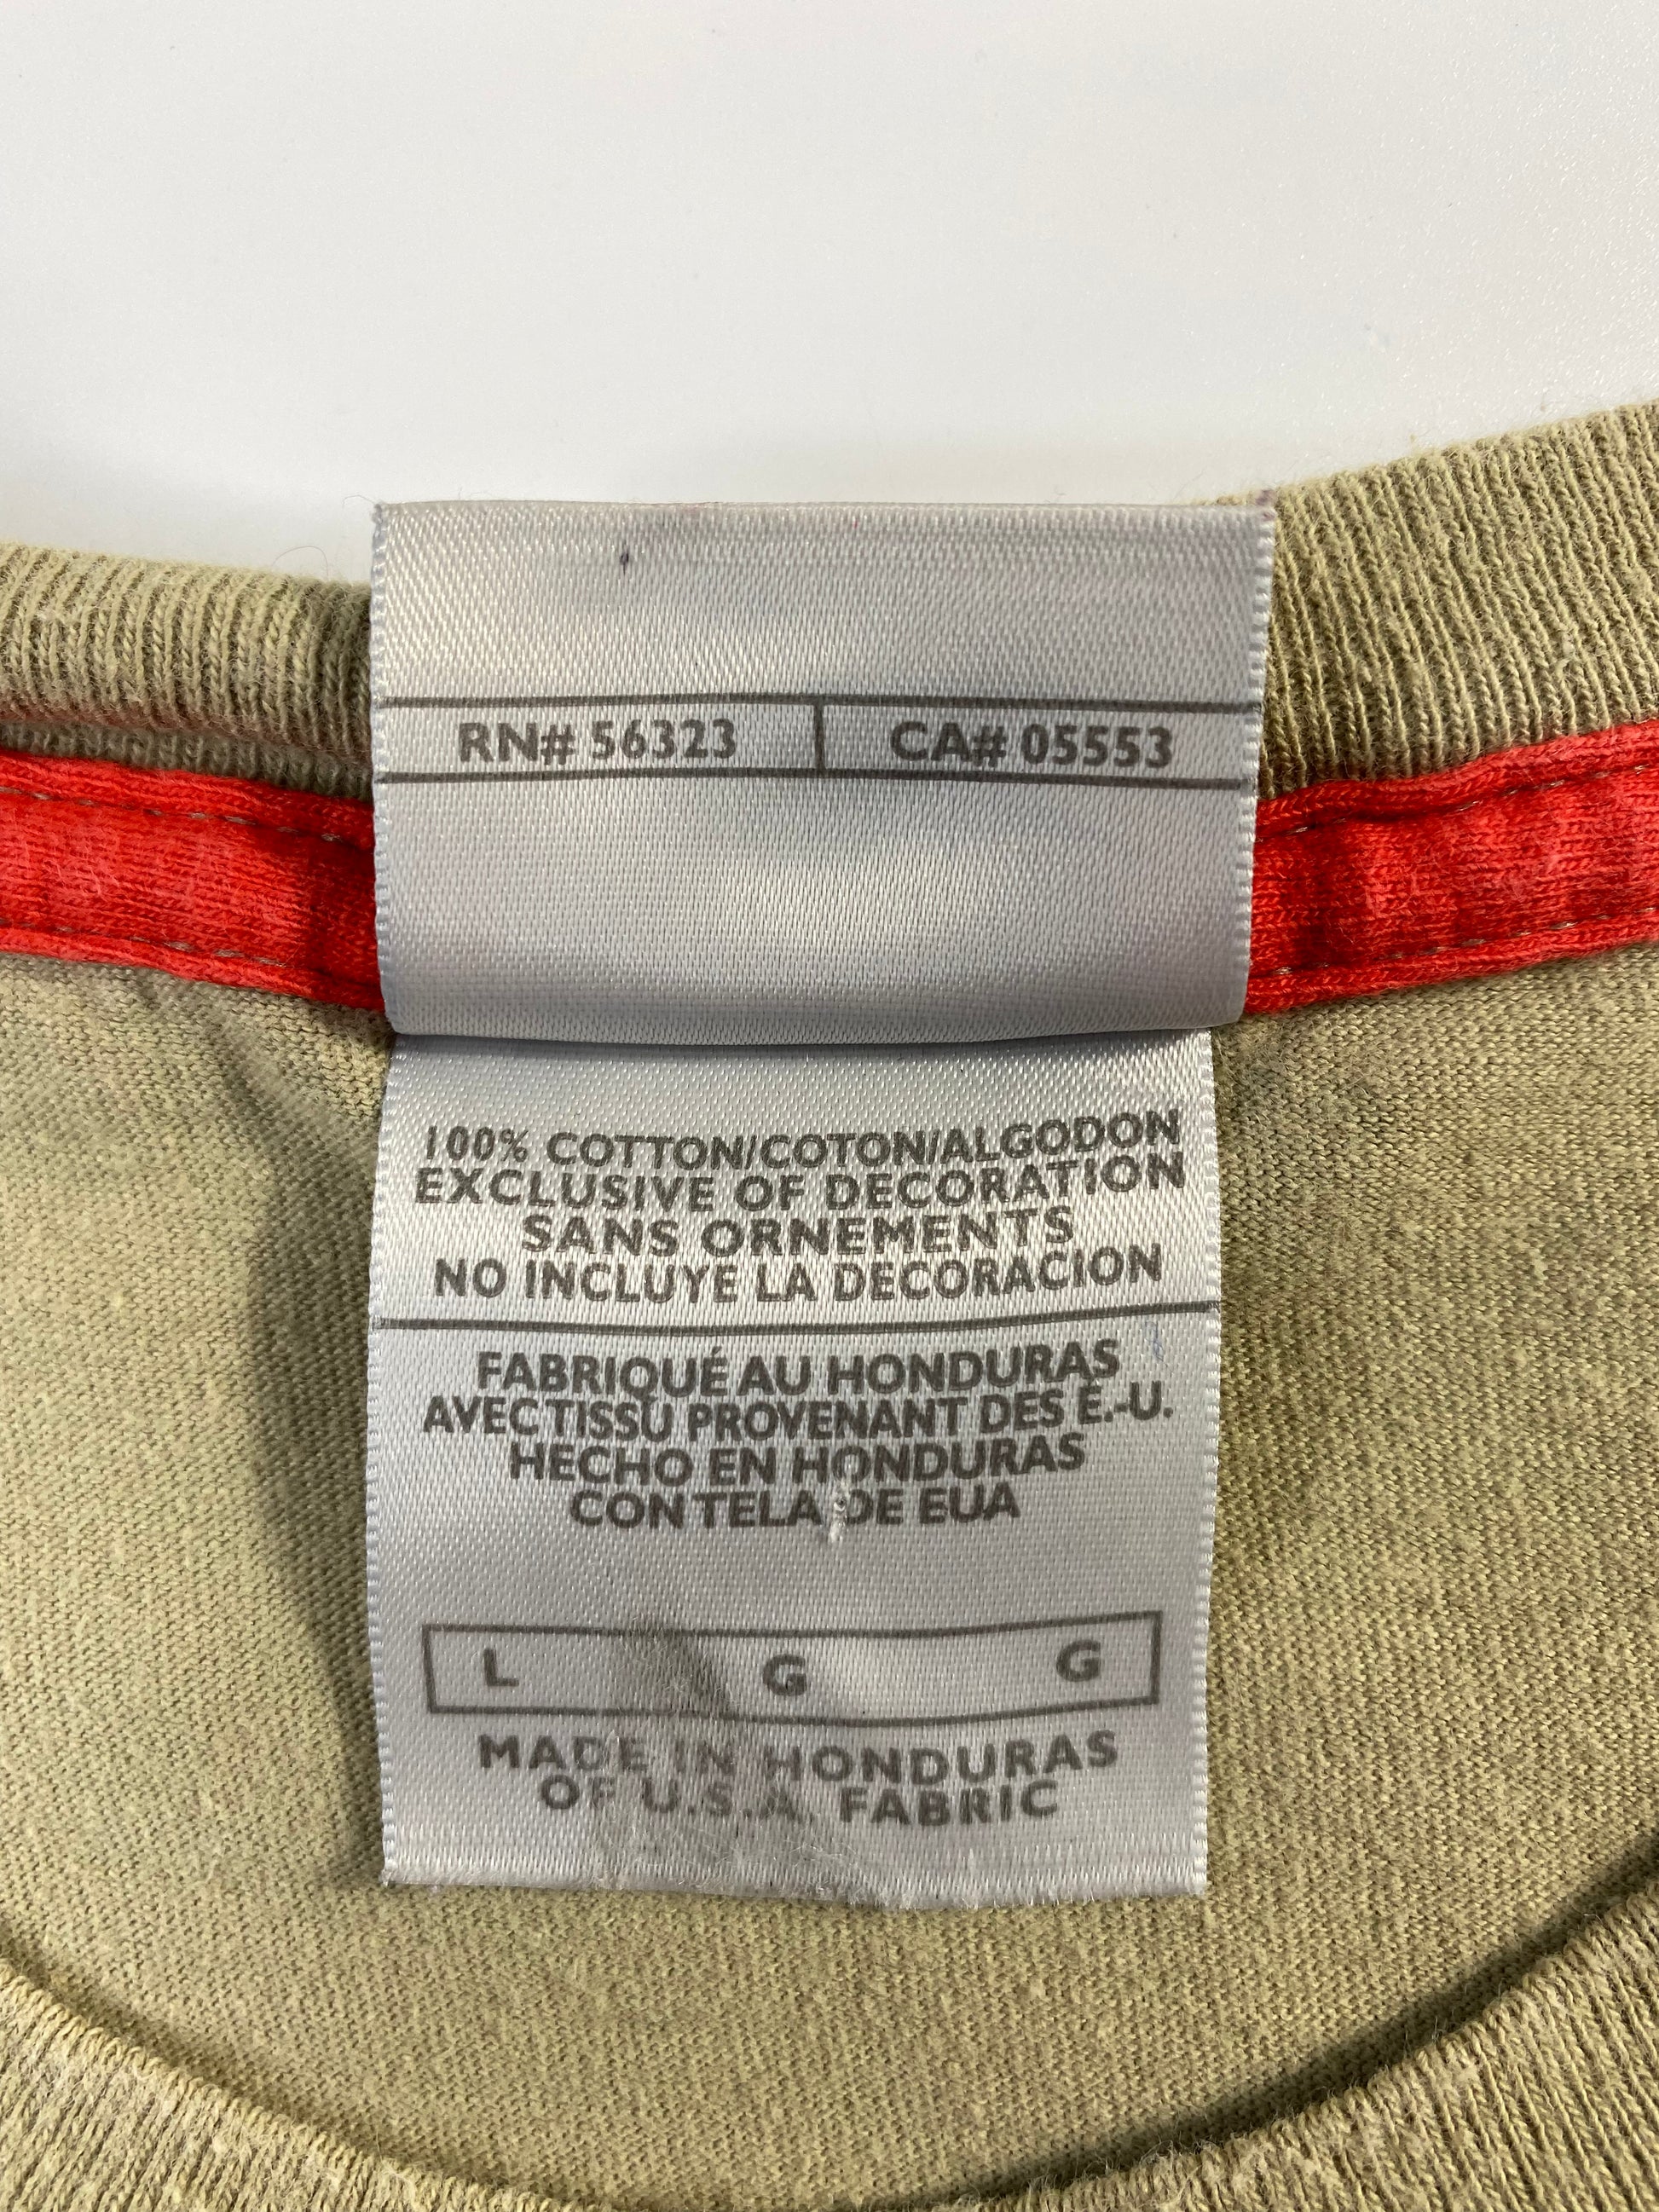 RN# 56323 CA# 05553
100% COTTON/COTON/ALGODON
EXCLUSIVE OF DECORATION
SANS ORNEMENTS
NO INCLUYE LA DECORACION
FABRIQUÉ AU HONDURAS
AVEC TISSU PROVENANT DES É.-U.
HECHO EN HONDURAS
CON TELA DE EUA
L G G
MADE IN HONDURAS
OF U.S.A. FABRIC